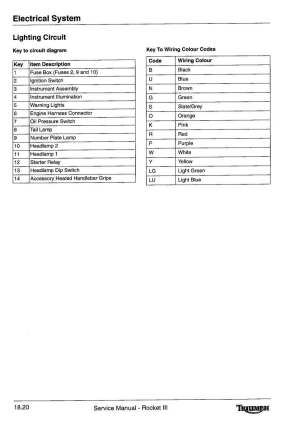 Electrical System
Lighting Circuit
Key to circuit diagram
Key Item Description
1 Fuse Box (Fuses 2, 9 and 10)
2 Ignition Switch
3 Instrument Assembly
4 Instrument Illumination
5 Warning Lights
6 Engine Harness Connector
7 Oil Pressure Switch
8 Tail Lamp
9 Number Plate Lamp
10 Headlamp 2
11 Headlamp 1
12 Starter Relay
13 Headlamp Dip Switch
14 Accessory Heated Handlebar Grips
Key To Wiring Colour Codes
Code Wiring Colour
B Black
U Blue
N Brown
G Green
S Slate/Grey
O Orange
K Pink
R Red
P Purple
W White
Y Yellow
LG Light Green
LU Light Blue
18.20 Service Manual - Rocket III TRIUMPH